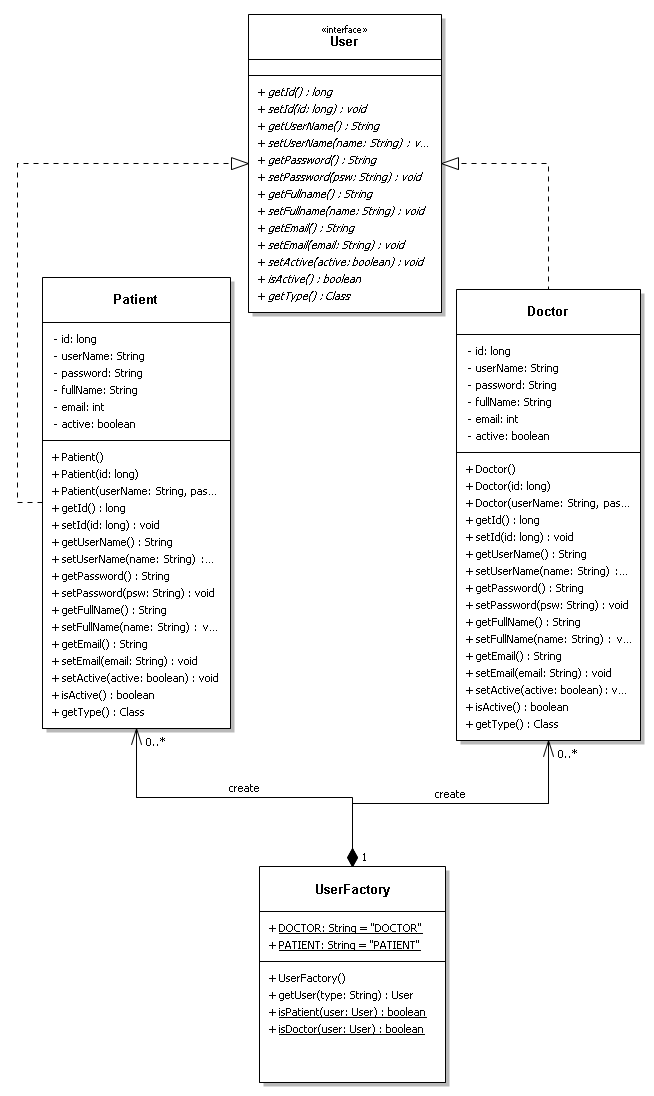 «interface»
User
+ getId() : long
+ setId(id: long) : void
+ getUserName() : String
+ setUserName(name: String) : v...
+ getPassword() : String
+ setPassword(psw: String) : void
+ getFullname() : String
+ setFullname(name: String) : void
+ getEmail() : String
+ setEmail(email: String) : void
+ setActive(active: boolean) : void
+ isActive() : boolean
+ getType() : Class
Patient
- id: long
- userName: String
- password: String
- fullName: String
- email: int
- active: boolean
+ Patient()
+ Patient(id: long)
+ Patient(userName: String, pas...
+ getId() : long
+ setId(id: long) : void
+ getUserName() : String
+ setUserName(name: String) :...
+ getPassword() : String
+ setPassword(psw: String) : void
+ getFullName() : String
+ setFullName(name: String) : v...
+ getEmail() : String
+ setEmail(email: String) : void
+ setActive(active: boolean) : void
+ isActive() : boolean
+ getType() : Class
Doctor
- id: long
- userName: String
- password: String
- fullName: String
- email: int
- active: boolean
+ Doctor()
+ Doctor(id: long)
+ Doctor(userName: String, pas...
+ getId() : long
+ setId(id: long) : void
+ getUserName() : String
+ setUserName(name: String) :...
+ getPassword() : String
+ setPassword(psw: String) : void
+ getFullName() : String
+ setFullName(name: String) : v...
+ getEmail() : String
+ setEmail(email: String) : void
+ setActive(active: boolean) : v...
+ isActive() : boolean
+ getType() : Class
0..*
0..*
create
create
1
UserFactory
+ DOCTOR: String = "DOCTOR"
+ PATIENT: String = "PATIENT"
+ UserFactory()
+ getUser(type: String) : User
+ isPatient(user: User) : boolean
+ isDoctor(user: User) : boolean